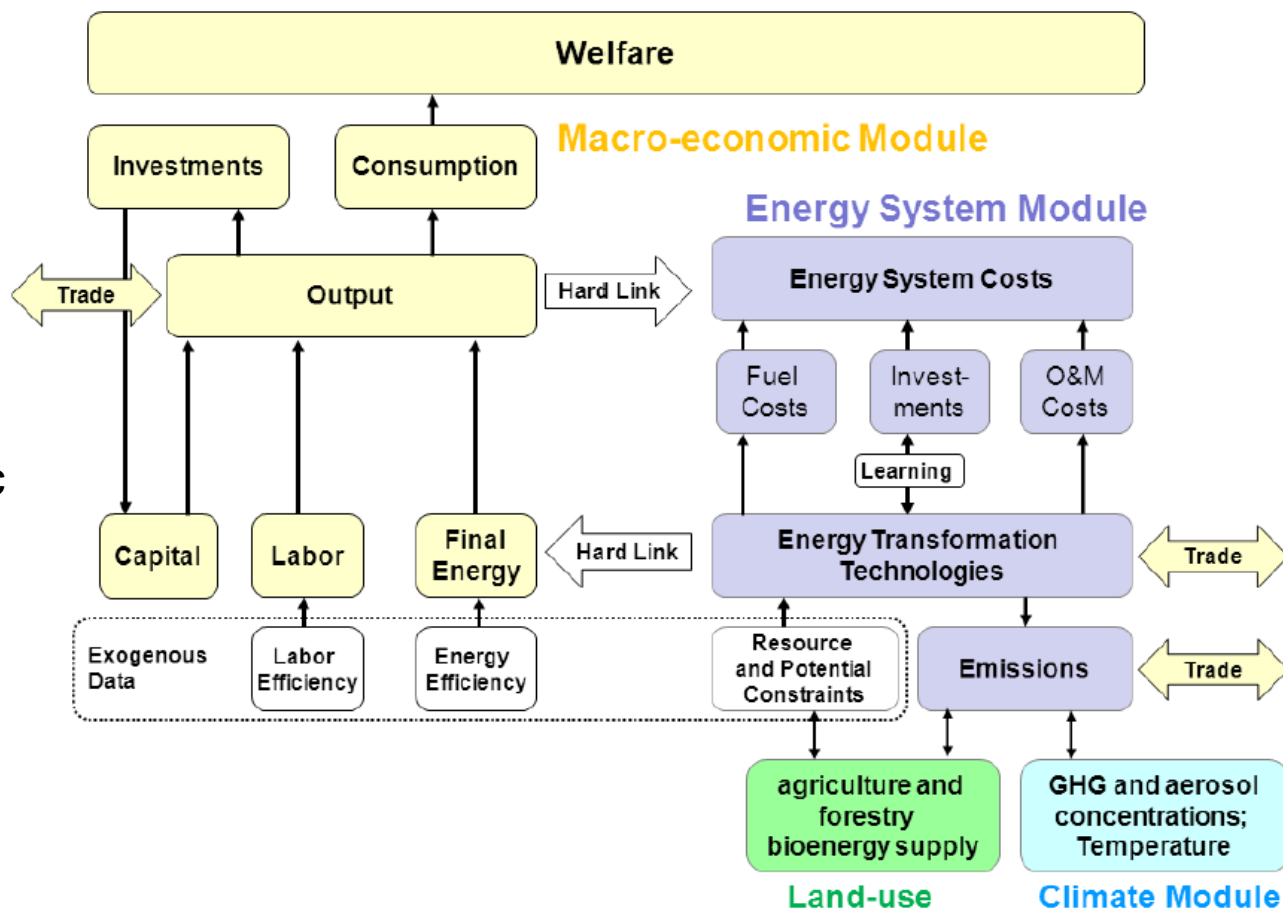 Welfare
Macro-economic Module
Investments
Consumption
Energy System Module
Energy System Costs
Trade
Output
Hard Link
Fuel
Costs
Invest-
ments
O&M
Costs
Learning
c
Capital
Labor
Final
Energy
Hard Link
Energy Transformation
Technologies
Trade
Exogenous
Data
Labor
Efficiency
Energy
Efficiency
Resource
and Potential
Constraints
Emissions
Trade
agriculture and
forestry
bioenergy supply
GHG and aerosol
concentrations;
Temperature
Land-use
Climate Module